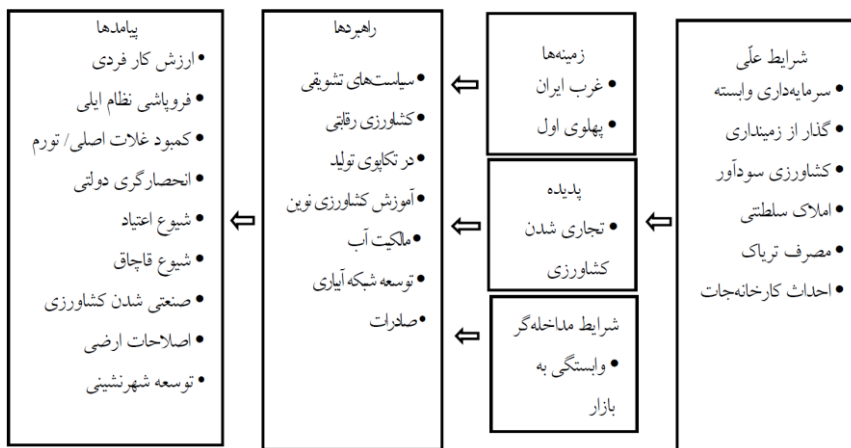 شرایط علّی
• سرمایه‌داری وابسته
• گذار از زمینداری
• کشاورزی سودآور
• املاک سلطنتی
• مصرف تریاک
• احداث کارخانه‌جات
زمینه‌ها
• غرب ایران
• پهلوی اول
پدیده
• تجاری شدن
کشاورزی
شرایط مداخله‌گر
• وابستگی به
بازار
راهبردها
• سیاست‌های تشویقی
• کشاورزی رقابتی
• در تکاپوی تولید
• آموزش کشاورزی نوین
• مالکیت آب
• توسعه شبکه آبیاری
• صادرات
پیامدها
• ارزش کار فردی
• فروپاشی نظام ایلی
• کمبود غلات اصلی/ تورم
• انحصارگری دولتی
• شیوع اعتیاد
• شیوع قاچاق
• صنعتی شدن کشاورزی
• اصلاحات ارضی
• توسعه شهرنشینی